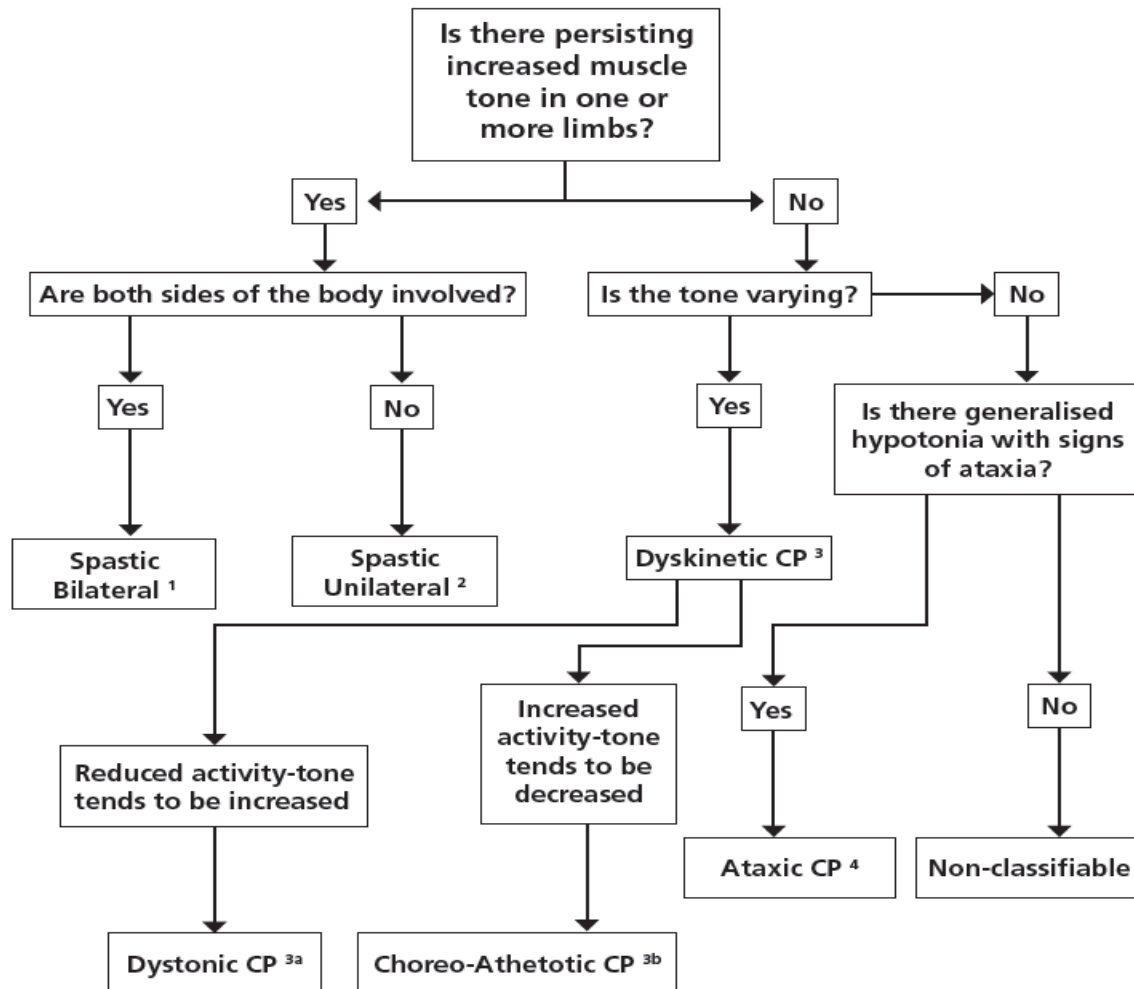 Is there persisting
increased muscle
tone in one or
more limbs?
Yes
No
Are both sides of the body involved?
Is the tone varying?
No
Yes
No
Yes
Is there generalised
hypotonia with signs
of ataxia?
Spastic
Bilateral ¹
Spastic
Unilateral ²
Dyskinetic CP ³
Reduced activity-tone
tends to be increased
Increased
activity-tone
tends to be
decreased
Yes
No
Dystonic CP ³ᵃ
Choreo-Athetotic CP ³ᵇ
Ataxic CP ⁴
Non-classifiable